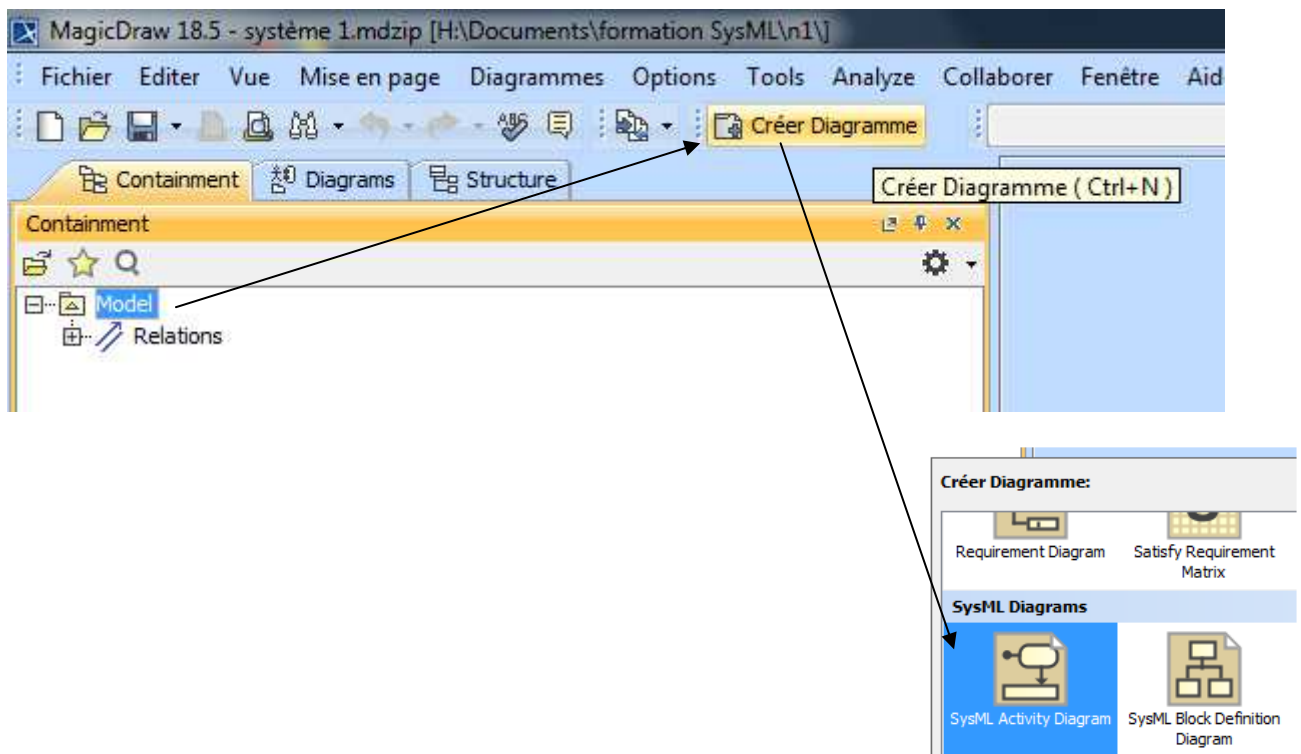 MagicDraw 18.5 - système 1.mdzip [H:\Documents\formation SysML\n1\]
Fichier Editer Vue Mise en page Diagrammes Options Tools Analyze Collaborer Fenêtre Aid
Créer Diagramme
Containment Diagrams Structure
Créer Diagramme ( Ctrl+N )
Containment
Model
Relations
Créer Diagramme:
Requirement Diagram Satisfy Requirement
Matrix
SysML Diagrams
SysML Activity Diagram SysML Block Definition
Diagram